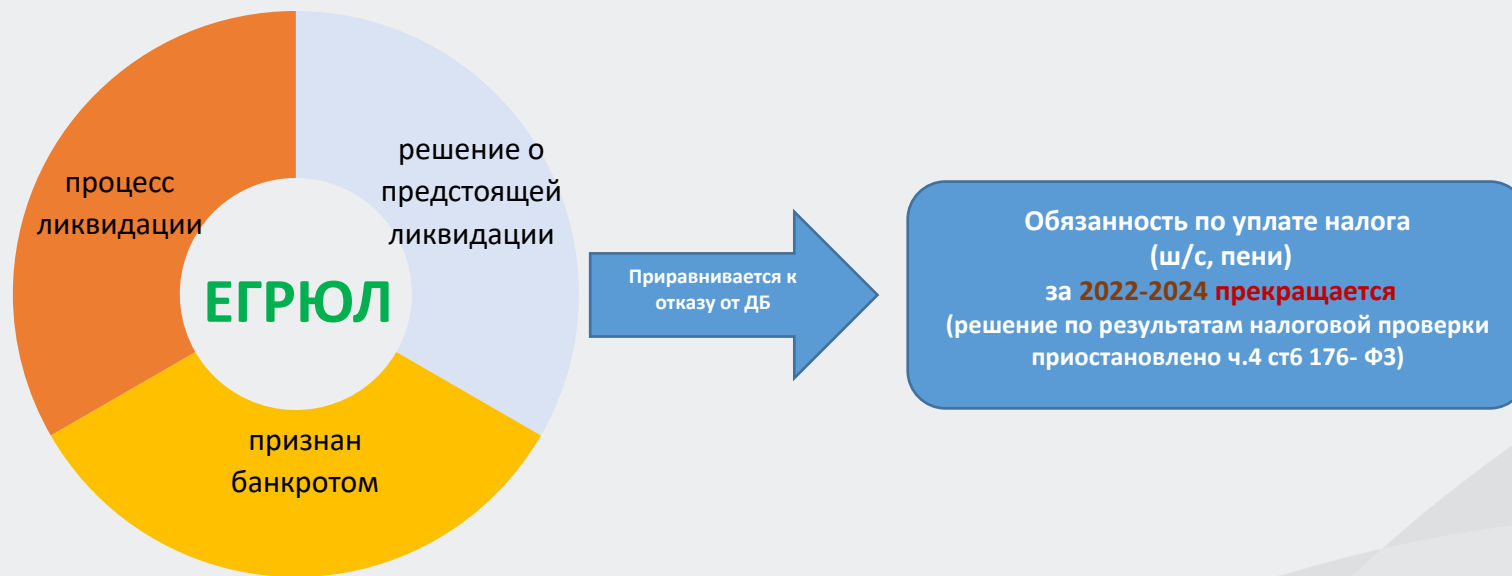 процесс
ликвидации
решение о
предстоящей
ликвидации
ЕГРЮЛ
признан
банкротом
Приравнивается к
отказу от ДБ
Обязанность по уплате налога
(ш/с, пени)
за 2022-2024 прекращается
(решение по результатам налоговой проверки
приостановлено ч.4 ст6 176- ФЗ)